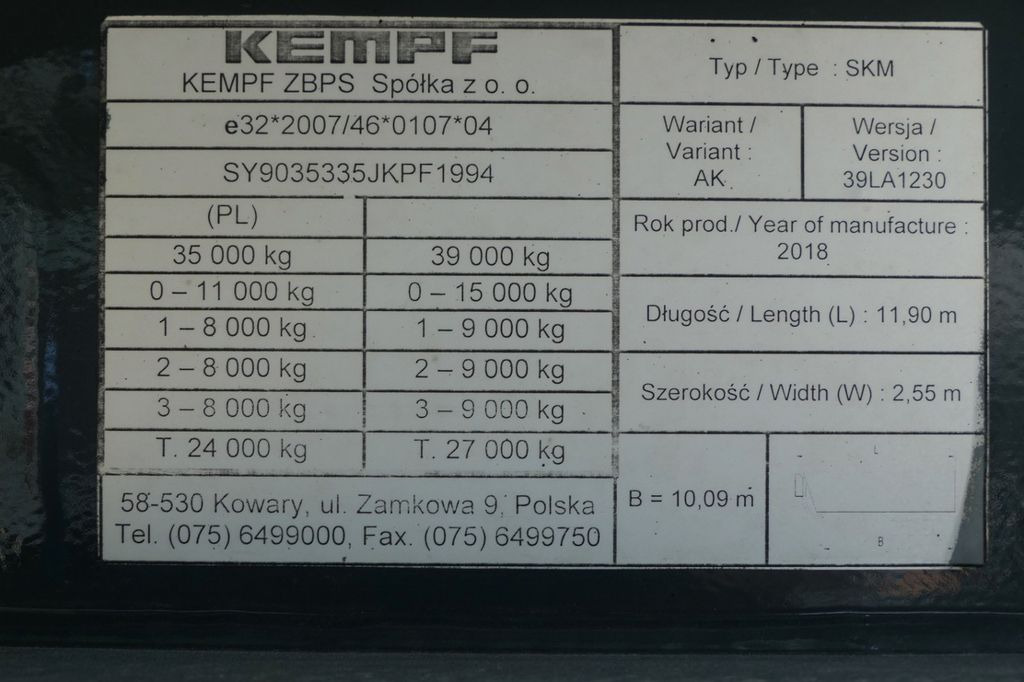 KEMPF
KEMPF ZBPS Spółka z o. o.
e32*2007/46*0107*04
SY9035335JKPF1994
(PL)
35 000 kg 39 000 kg
0 – 11 000 kg 0 – 15 000 kg
1 – 8 000 kg 1 – 9 000 kg
2 – 8 000 kg 2 – 9 000 kg
3 – 8 000 kg 3 – 9 000 kg
T. 24 000 kg T. 27 000 kg
58-530 Kowary, ul. Zamkowa 9, Polska
Tel. (075) 6499000, Fax. (075) 6499750
Typ / Type : SKM
Wariant /
Variant :
AK
Wersja /
Version :
39LA1230
Rok prod./ Year of manufacture :
2018
Długość / Length (L) : 11,90 m
Szerokość / Width (W) : 2,55 m
B = 10,09 m
L
B